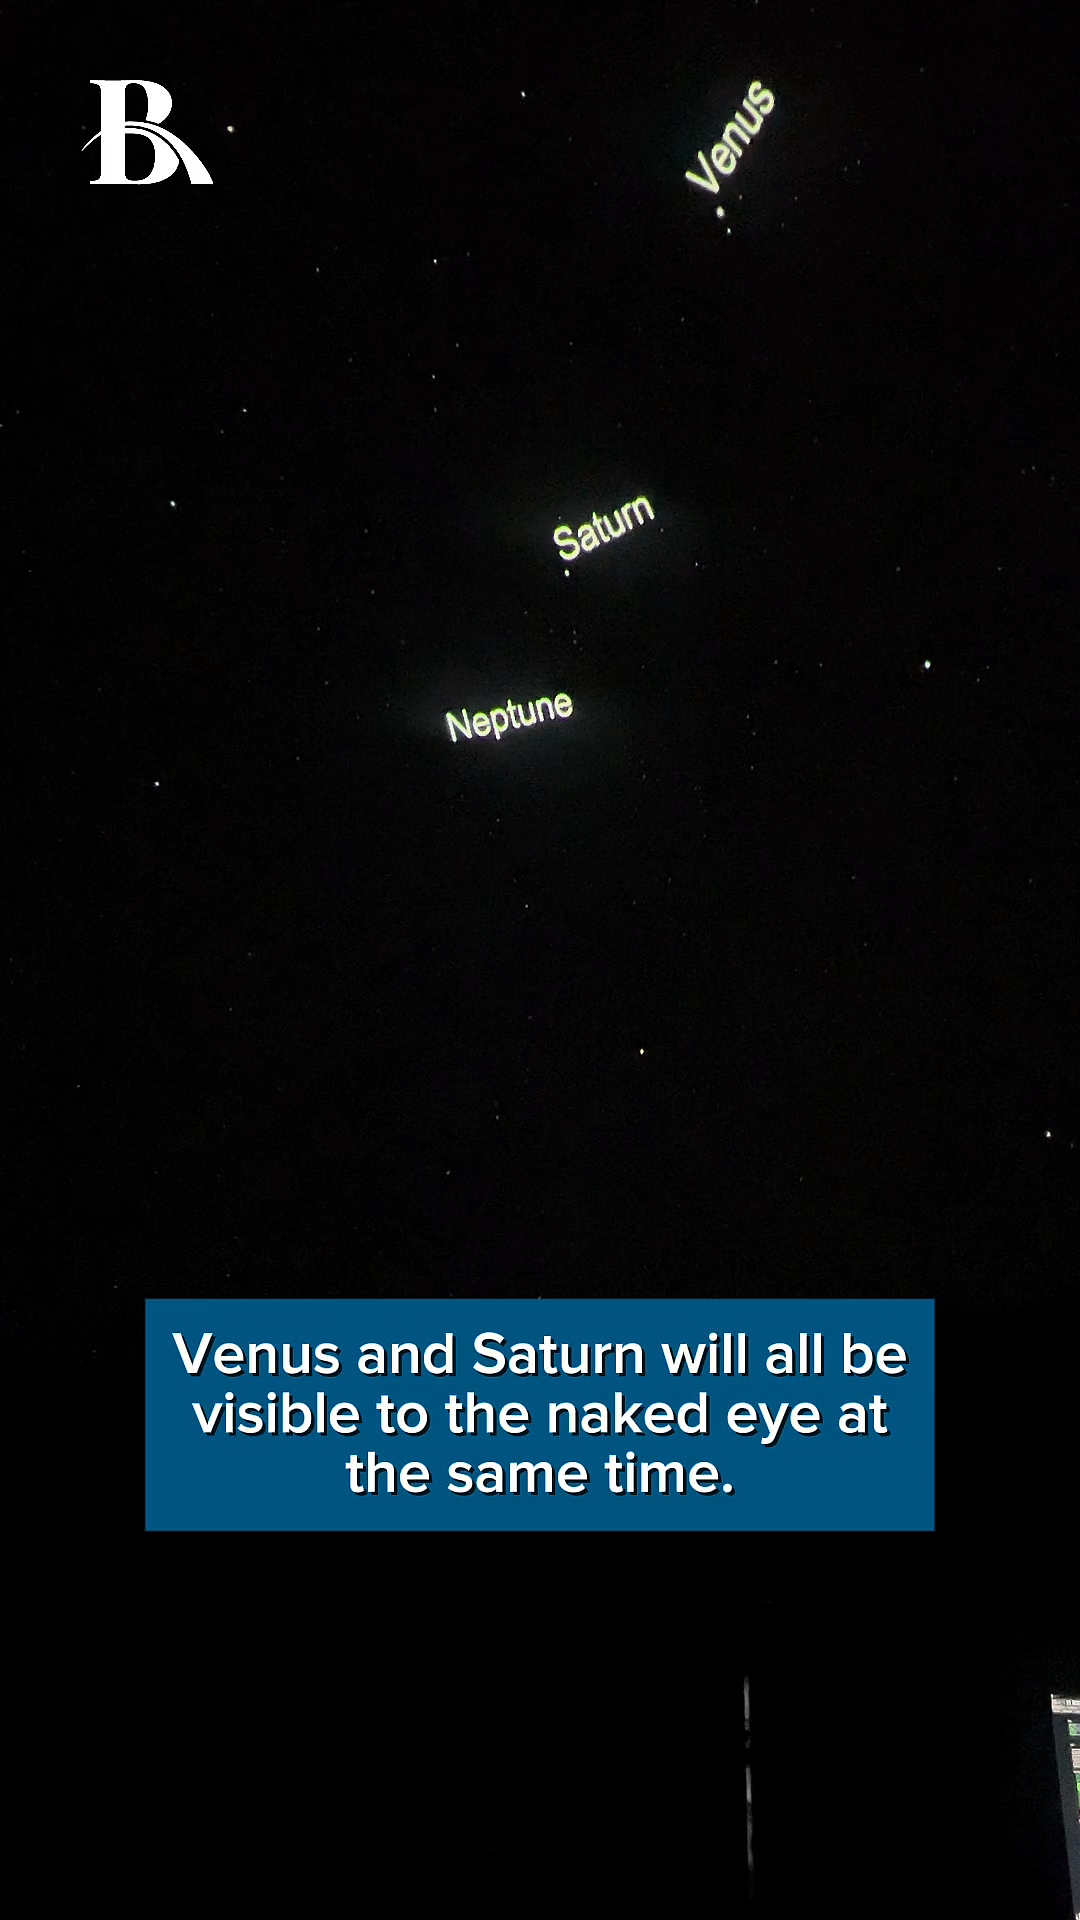 B
Venus
Saturn
Neptune
Venus and Saturn will all be
visible to the naked eye at
the same time.